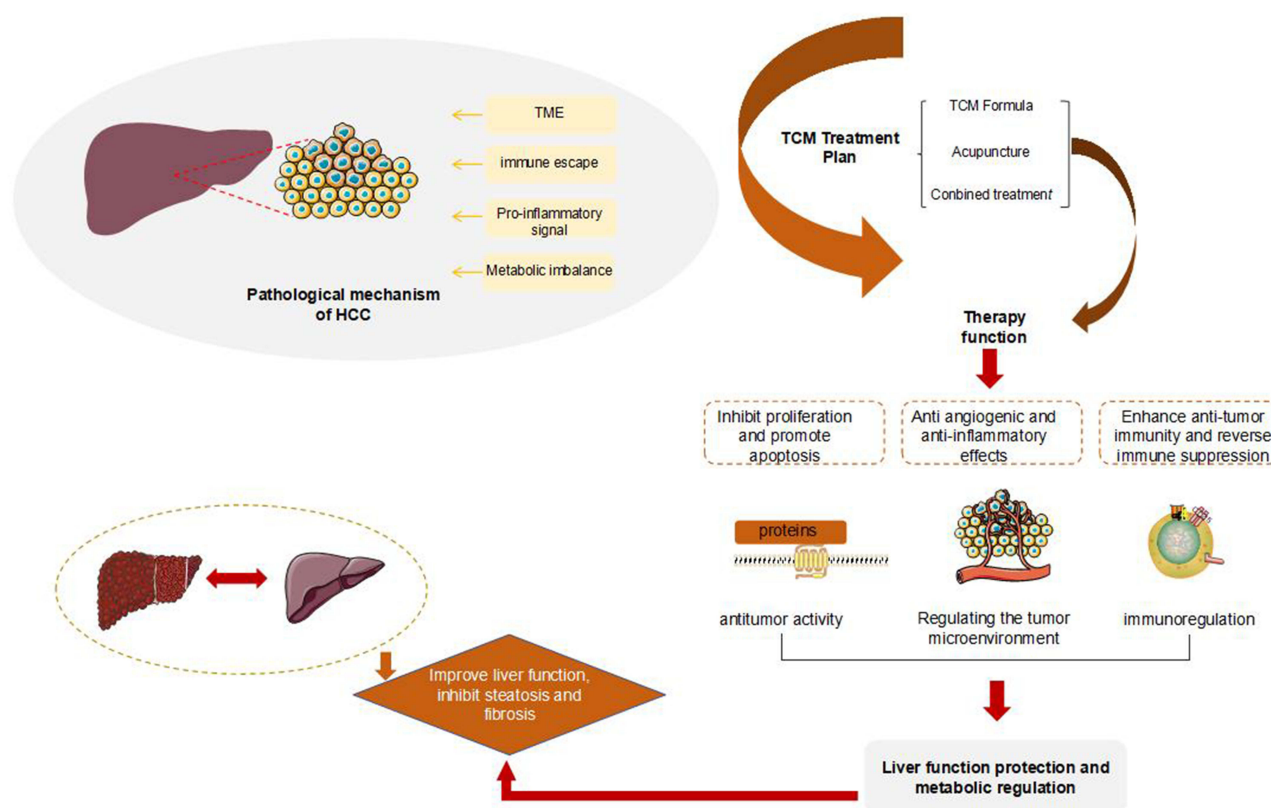 TME
immune escape
Pro-inflammatory
signal
Metabolic imbalance
Pathological mechanism
of HCC
TCM Treatment
Plan
TCM Formula
Acupuncture
Combined treatment
Therapy
function
Inhibit proliferation
and promote
apoptosis
Anti angiogenic and
anti-inflammatory
effects
Enhance anti-tumor
immunity and reverse
immune suppression
proteins
antitumor activity
Regulating the tumor
microenvironment
immunoregulation
Improve liver function,
inhibit steatosis and
fibrosis
Liver function protection and
metabolic regulation